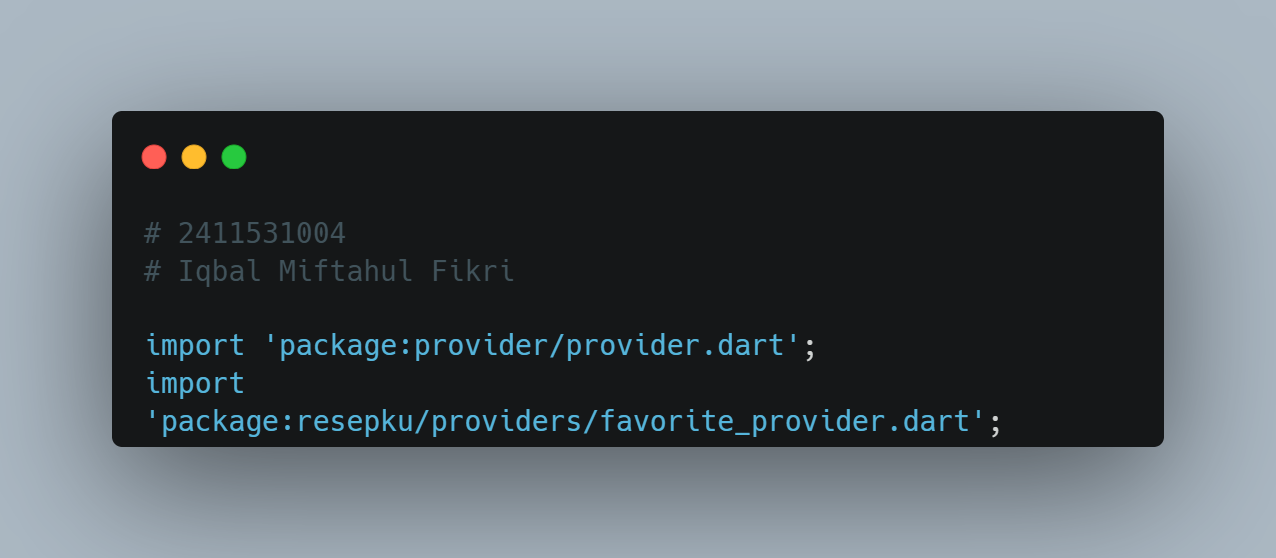 # 2411531004
# Iqbal Miftahul Fikri
import 'package:provider/provider.dart';
import
'package:resepku/providers/favorite_provider.dart';